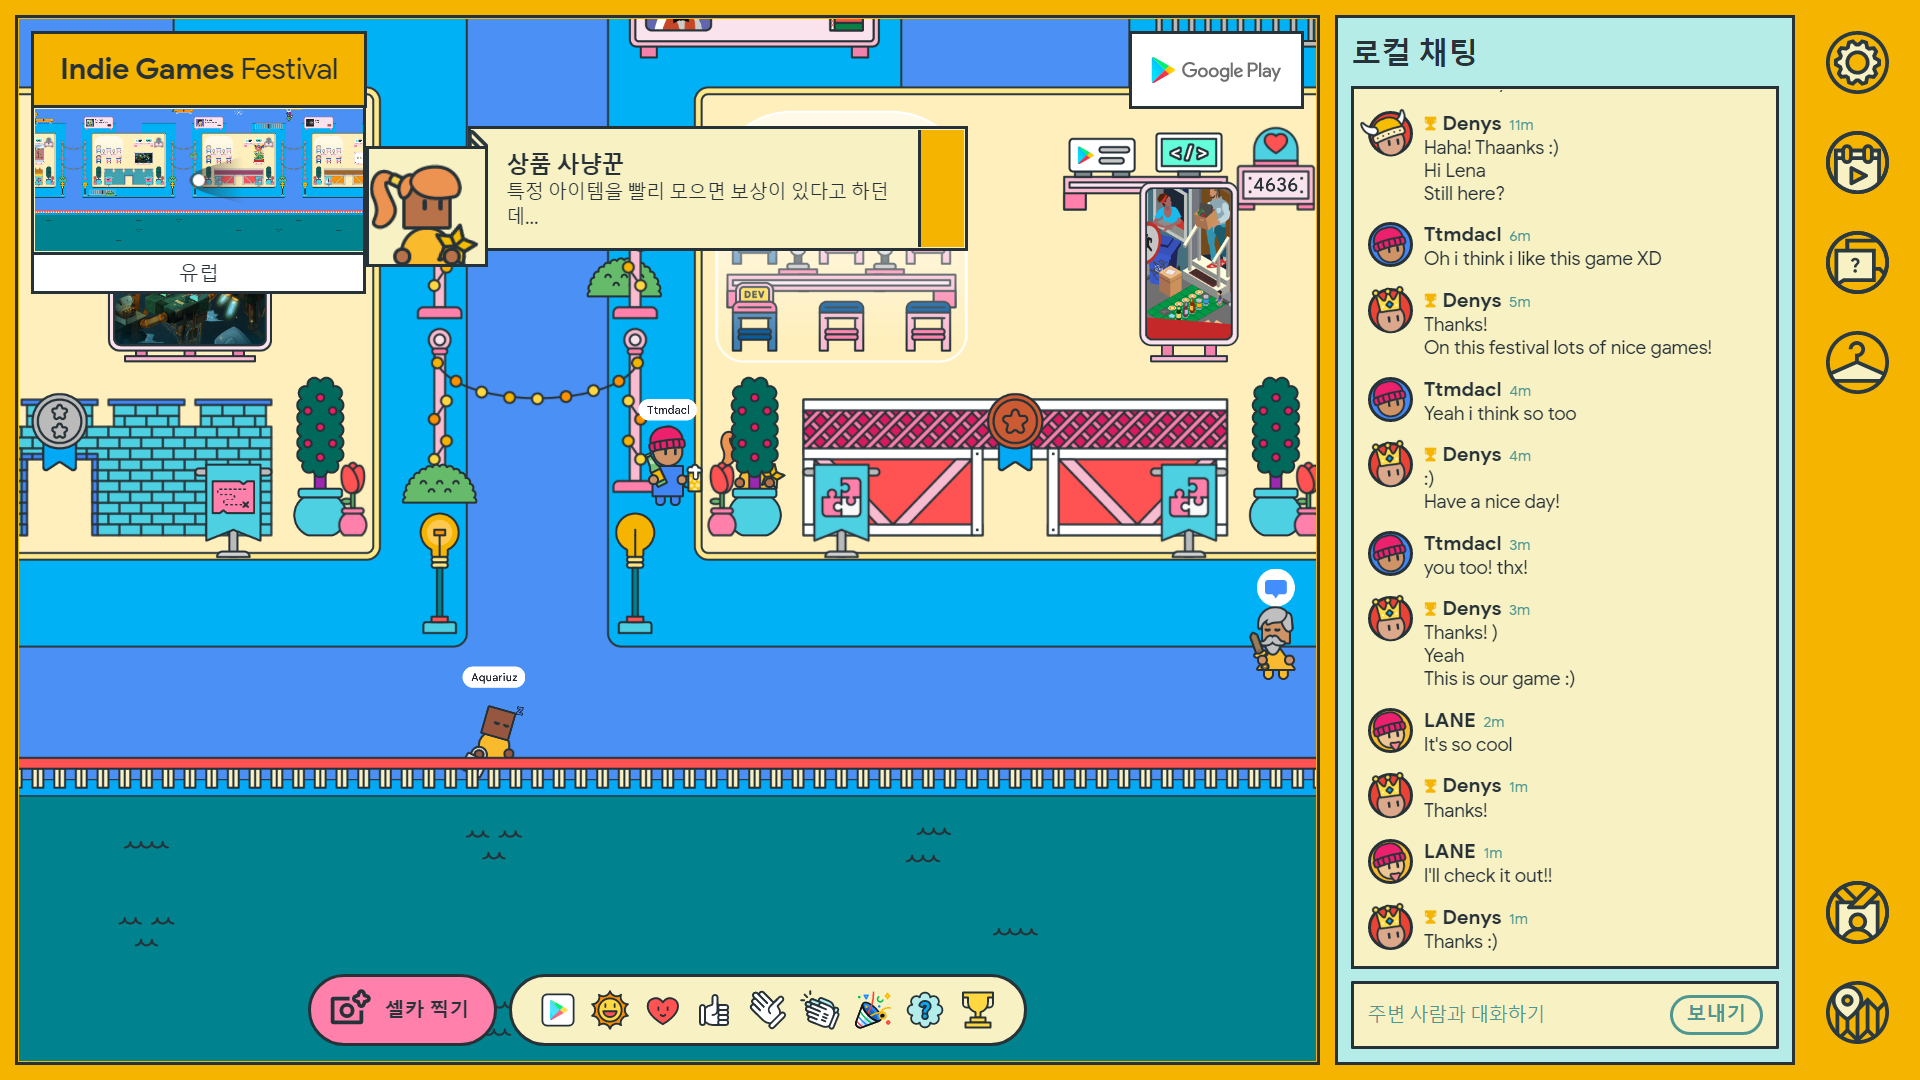 Indie Games Festival
유럽
상품 사냥꾼
특정 아이템을 빨리 모으면 보상이 있다고 하던
데...
Google Play
</>
4636
DEV
Ttmdacl
Aquariuz
셀카 찍기
로컬 채팅
Denys 11m
Haha! Thaanks :)
Hi Lena
Still here?
Ttmdacl 6m
Oh i think i like this game XD
Denys 5m
Thanks!
On this festival lots of nice games!
Ttmdacl 4m
Yeah i think so too
Denys 4m
:)
Have a nice day!
Ttmdacl 3m
you too! thx!
Denys 3m
Thanks! )
Yeah
This is our game :)
LANE 2m
It's so cool
Denys 1m
Thanks!
LANE 1m
I'll check it out!!
Denys 1m
Thanks :)
주변 사람과 대화하기
보내기